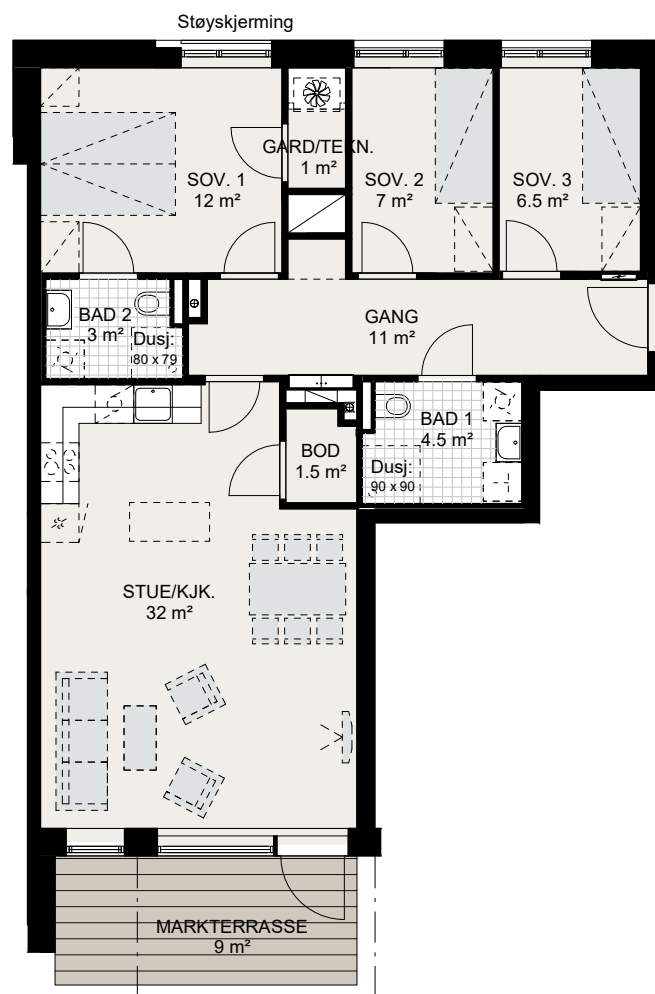 Støyskjerming
GARD/TEKN.
1 m²
SOV. 1
12 m²
SOV. 2
7 m²
SOV. 3
6.5 m²
BAD 2
3 m²
Dusj:
80 x 79
GANG
11 m²
BAD 1
4.5 m²
Dusj:
90 x 90
BOD
1.5 m²
STUE/KJK.
32 m²
MARKTERRASSE
9 m²